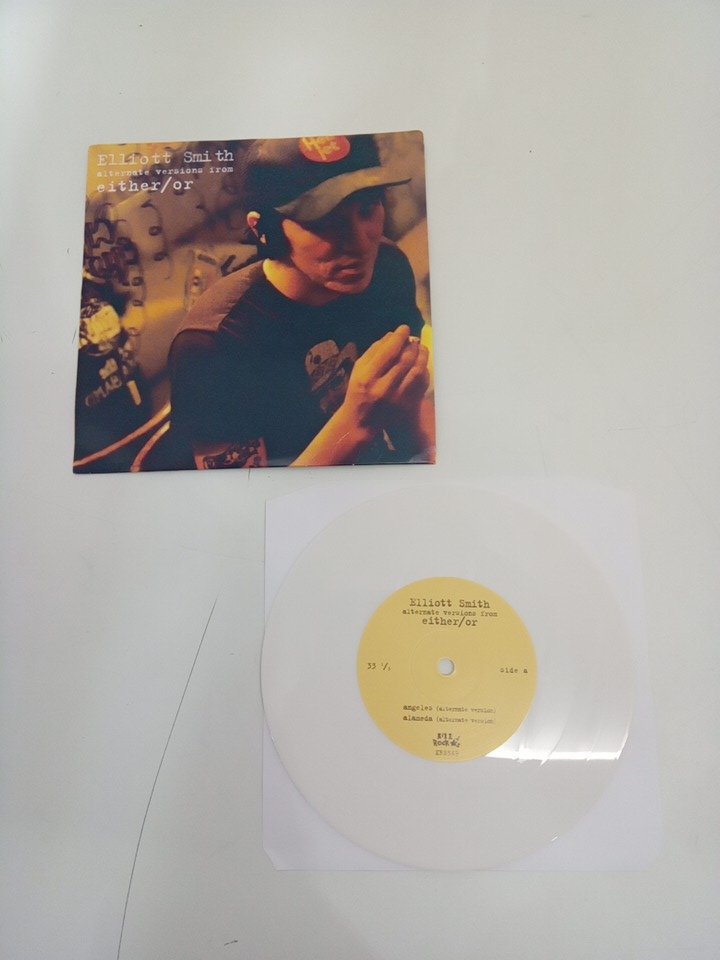 Elliott Smith
alternate versions from
either/or
Elliott Smith
alternate versions from
either/or
33 1/3
side a
angeles (alternate version)
alameda (alternate version)
Kill
Rock